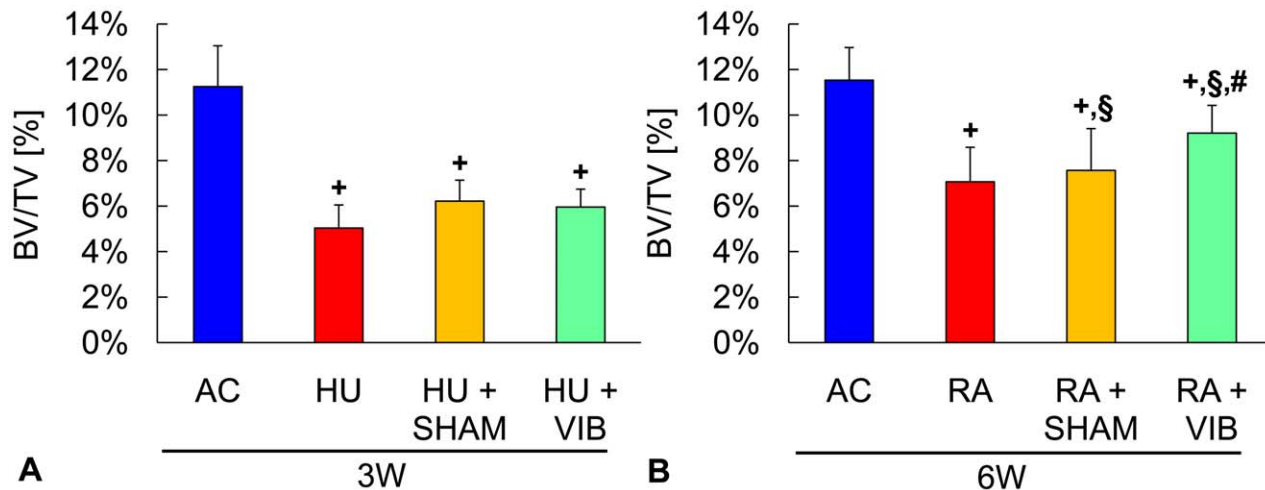 14%
12%
10%
8%
6%
4%
2%
0%
BV/TV [%]
+
+
+
AC
HU
HU +
SHAM
HU +
VIB
3W
A
14%
12%
10%
8%
6%
4%
2%
0%
BV/TV [%]
+
+,§
+,§,#
AC
RA
RA +
SHAM
RA +
VIB
6W
B